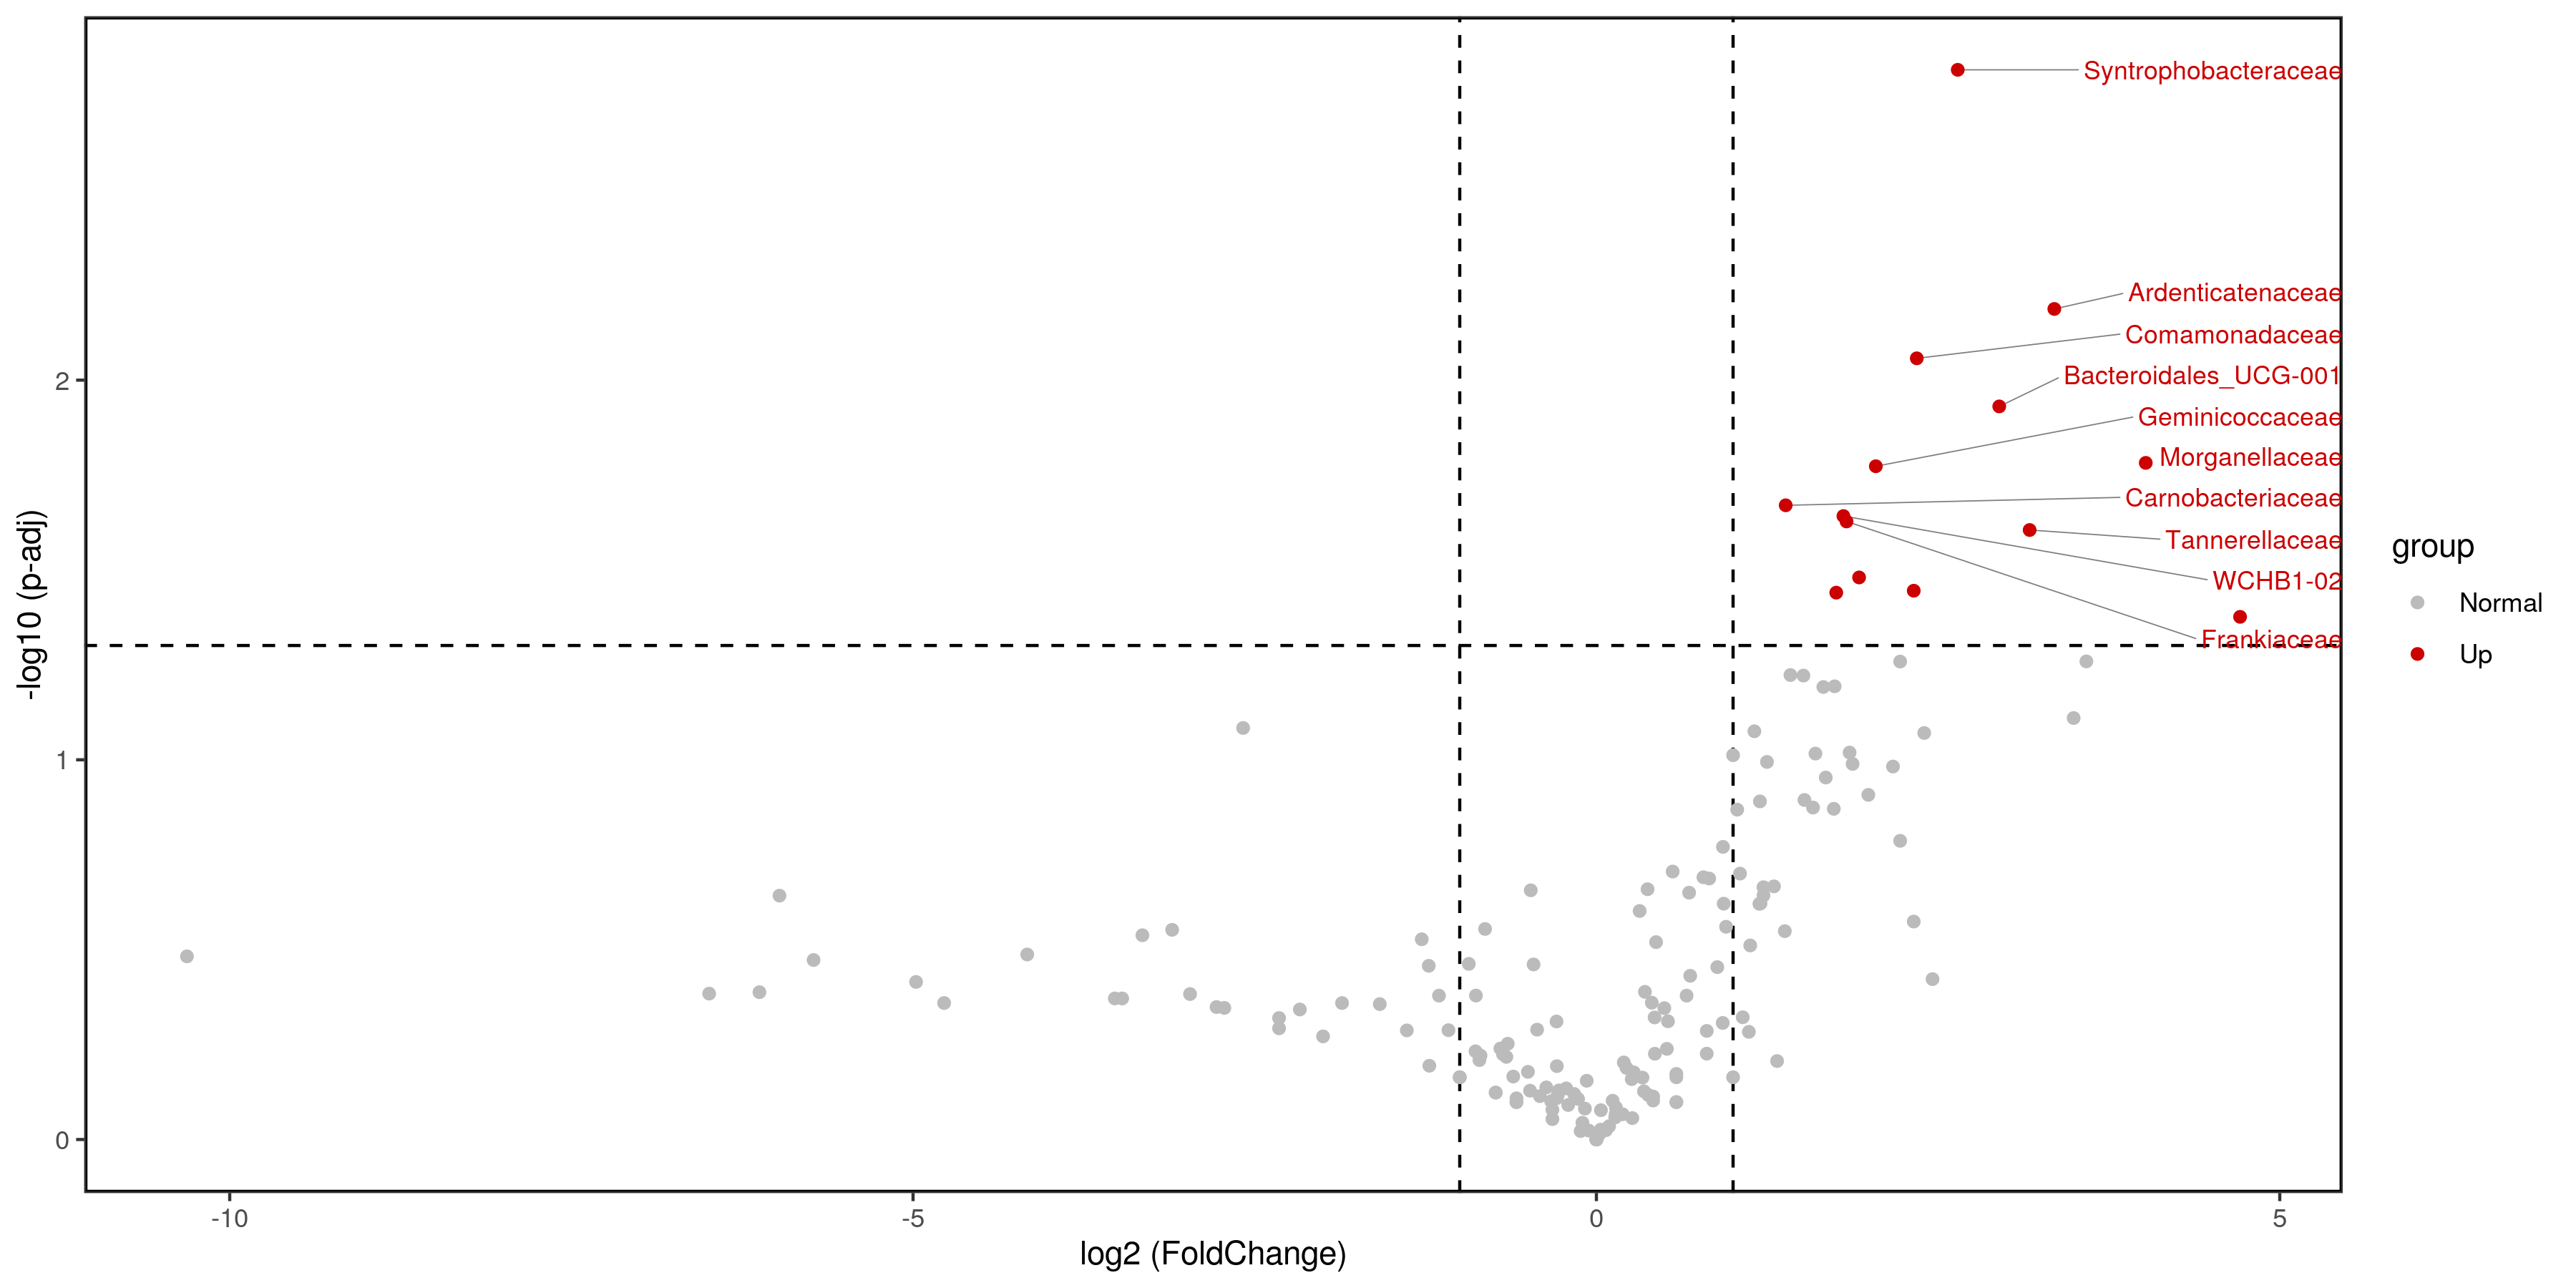 Syntrophobacteraceae
Ardenticatenaceae
Comamonadaceae
Bacteroidales_UCG-001
Geminicoccaceae
Morganellaceae
Carnobacteriaceae
Tannerellaceae
WCHB1-02
Frankiaceae
2
1
0
-log10 (p-adj)
-10
-5
0
5
log2 (FoldChange)
group
Normal
Up